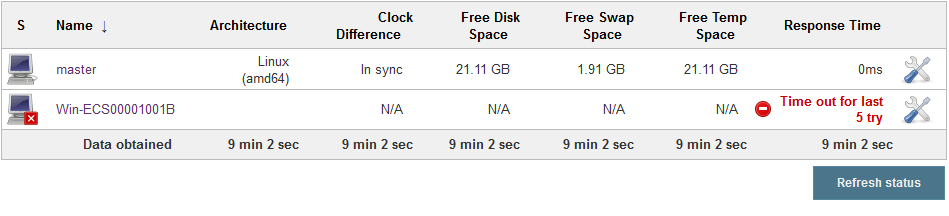 S Name ↓ Architecture Clock Difference Free Disk Space Free Swap Space Free Temp Space Response Time
master Linux (amd64) In sync 21.11 GB 1.91 GB 21.11 GB 0ms
Win-ECS00001001B N/A N/A N/A N/A Time out for last 5 try
Data obtained 9 min 2 sec 9 min 2 sec 9 min 2 sec 9 min 2 sec 9 min 2 sec 9 min 2 sec
Refresh status